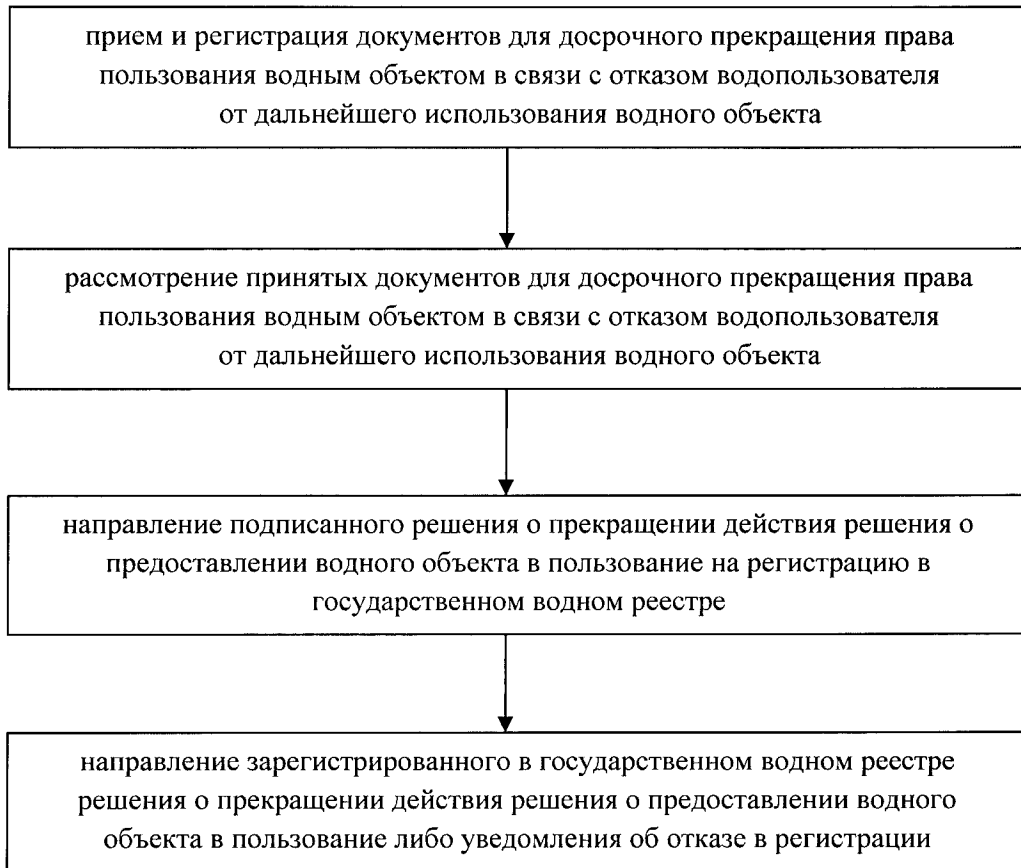 прием и регистрация документов для досрочного прекращения права
пользования водным объектом в связи с отказом водопользователя
от дальнейшего использования водного объекта
рассмотрение принятых документов для досрочного прекращения права
пользования водным объектом в связи с отказом водопользователя
от дальнейшего использования водного объекта
направление подписанного решения о прекращении действия решения о
предоставлении водного объекта в пользование на регистрацию в
государственном водном реестре
направление зарегистрированного в государственном водном реестре
решения о прекращении действия решения о предоставлении водного
объекта в пользование либо уведомления об отказе в регистрации